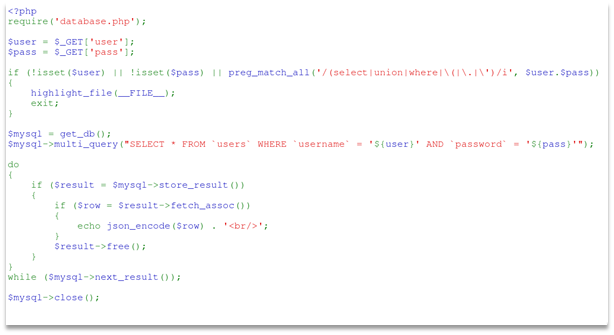 <?php
require('database.php');
$user = $_GET['user'];
$pass = $_GET['pass'];
if (!isset($user) || !isset($pass) || preg_match_all('/(select|union|where|\(|\.|\')/i', $user.$pass))
{
highlight_file(__FILE__);
exit;
}
$mysql = get_db();
$mysql->multi_query("SELECT * FROM `users` WHERE `username` = '${user}' AND `password` = '${pass}'");
do
{
if ($result = $mysql->store_result())
{
if ($row = $result->fetch_assoc())
{
echo json_encode($row) . '<br/>';
}
$result->free();
}
}
while ($mysql->next_result());
$mysql->close();